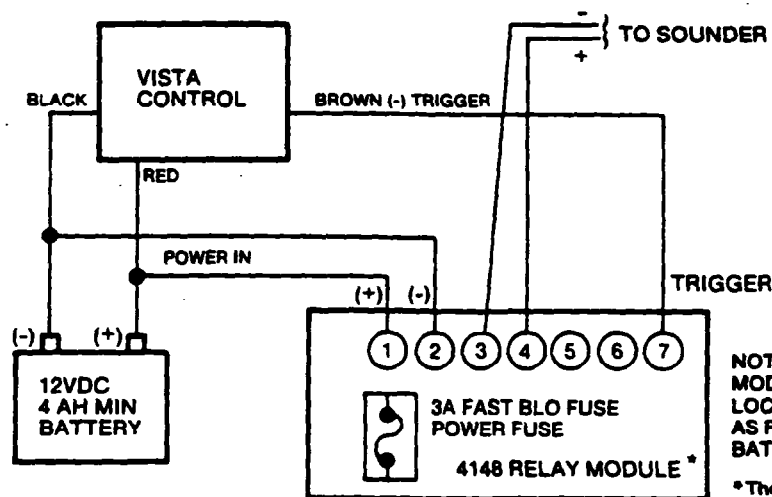 -
+
TO SOUNDER
VISTA
CONTROL
BLACK
BROWN (-) TRIGGER
RED
POWER IN
TRIGGER
(+)
(-)
(-)
(+)
1
2
3
4
5
6
7
12VDC
4 AH MIN
BATTERY
3A FAST BLO FUSE
POWER FUSE
4148 RELAY MODULE *
NOT
MOD
LOC
AS F
BAT
* The